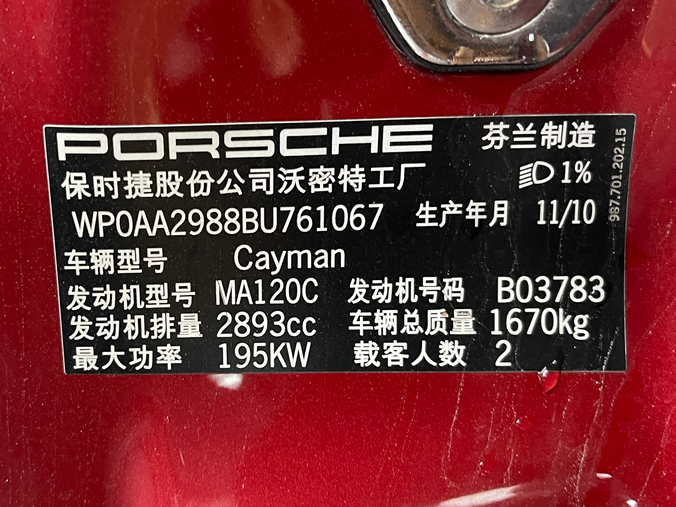 PORSCHE 芬兰制造
保时捷股份公司沃密特工厂 1%
WP0AA2988BU761067 生产年月 11/10
车辆型号 Cayman
发动机型号 MA120C 发动机号码 B03783
发动机排量 2893cc 车辆总质量 1670kg
最大功率 195KW 载客人数 2
987.701.202.15